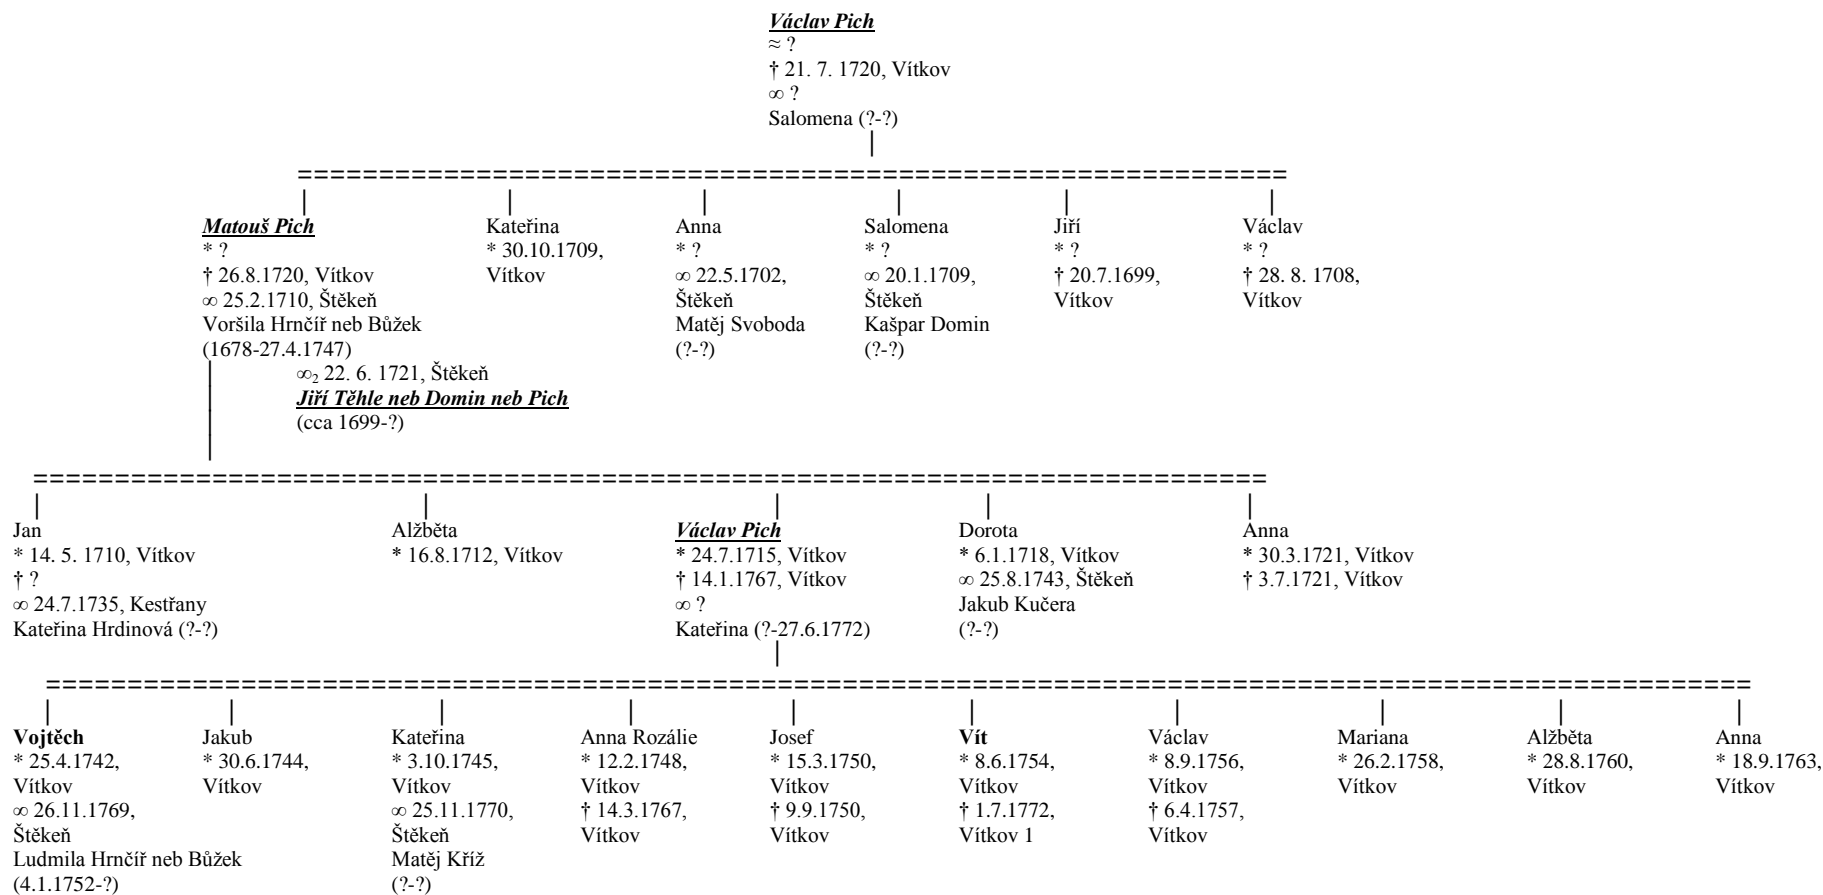 Václav Pich
≈ ?
† 21. 7. 1720, Vítkov
∞ ?
Salomena (?-?)
Matouš Pich
* ?
† 26.8.1720, Vítkov
∞ 25.2.1710, Štěkeň
Voršila Hrnčíř neb Bůžek
(1678-27.4.1747)
∞₂ 22. 6. 1721, Štěkeň
Jiří Těhle neb Domin neb Pich
(cca 1699-?)
Kateřina
* 30.10.1709,
Vítkov
Anna
* ?
∞ 22.5.1702,
Štěkeň
Matěj Svoboda
(?-?)
Salomena
* ?
∞ 20.1.1709,
Štěkeň
Kašpar Domin
(?-?)
Jiří
* ?
† 20.7.1699,
Vítkov
Václav
* ?
† 28. 8. 1708,
Vítkov
Jan
* 14. 5. 1710, Vítkov
† ?
∞ 24.7.1735, Kestřany
Kateřina Hrdinová (?-?)
Alžběta
* 16.8.1712, Vítkov
Václav Pich
* 24.7.1715, Vítkov
† 14.1.1767, Vítkov
∞ ?
Kateřina (?-27.6.1772)
Dorota
* 6.1.1718, Vítkov
∞ 25.8.1743, Štěkeň
Jakub Kučera
(?-?)
Anna
* 30.3.1721, Vítkov
† 3.7.1721, Vítkov
Vojtěch
* 25.4.1742,
Vítkov
∞ 26.11.1769,
Štěkeň
Ludmila Hrnčíř neb Bůžek
(4.1.1752-?)
Jakub
* 30.6.1744,
Vítkov
Kateřina
* 3.10.1745,
Vítkov
∞ 25.11.1770,
Štěkeň
Matěj Kříž
(?-?)
Anna Rozálie
* 12.2.1748,
Vítkov
† 14.3.1767,
Vítkov
Josef
* 15.3.1750,
Vítkov
† 9.9.1750,
Vítkov
Vít
* 8.6.1754,
Vítkov
† 1.7.1772,
Vítkov 1
Václav
* 8.9.1756,
Vítkov
† 6.4.1757,
Vítkov
Mariana
* 26.2.1758,
Vítkov
Alžběta
* 28.8.1760,
Vítkov
Anna
* 18.9.1763,
Vítkov